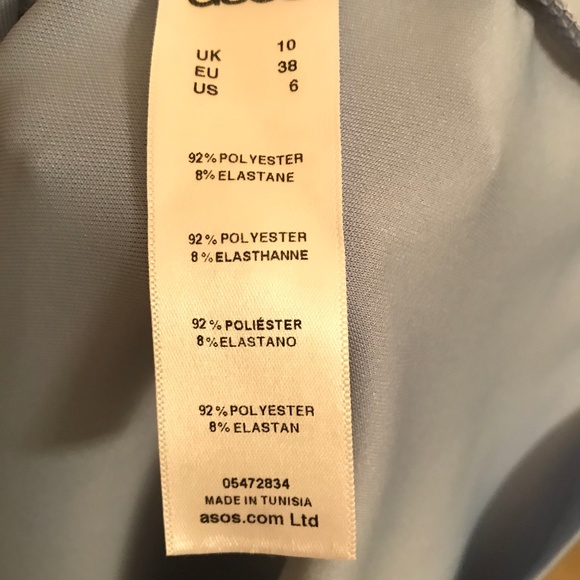 asos
UK 10
EU 38
US 6
92% POLYESTER
8% ELASTANE
92% POLYESTER
8% ELASTHANNE
92% POLIÉSTER
8% ELASTANO
92% POLYESTER
8% ELASTAN
05472834
MADE IN TUNISIA
asos.com Ltd